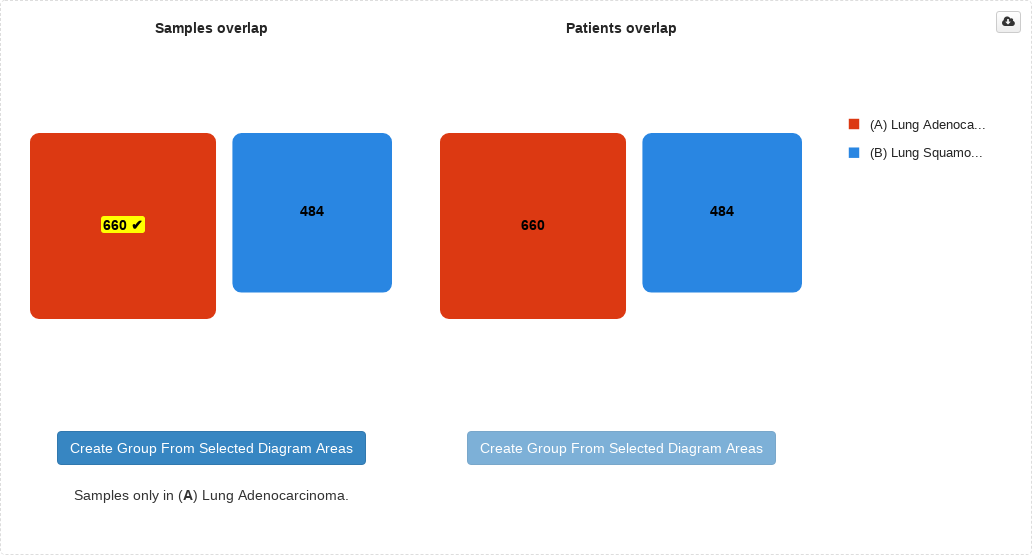 Samples overlap
Patients overlap
(A) Lung Adenoca...
(B) Lung Squamo...
660 ✔
484
660
484
Create Group From Selected Diagram Areas
Create Group From Selected Diagram Areas
Samples only in (A) Lung Adenocarcinoma.